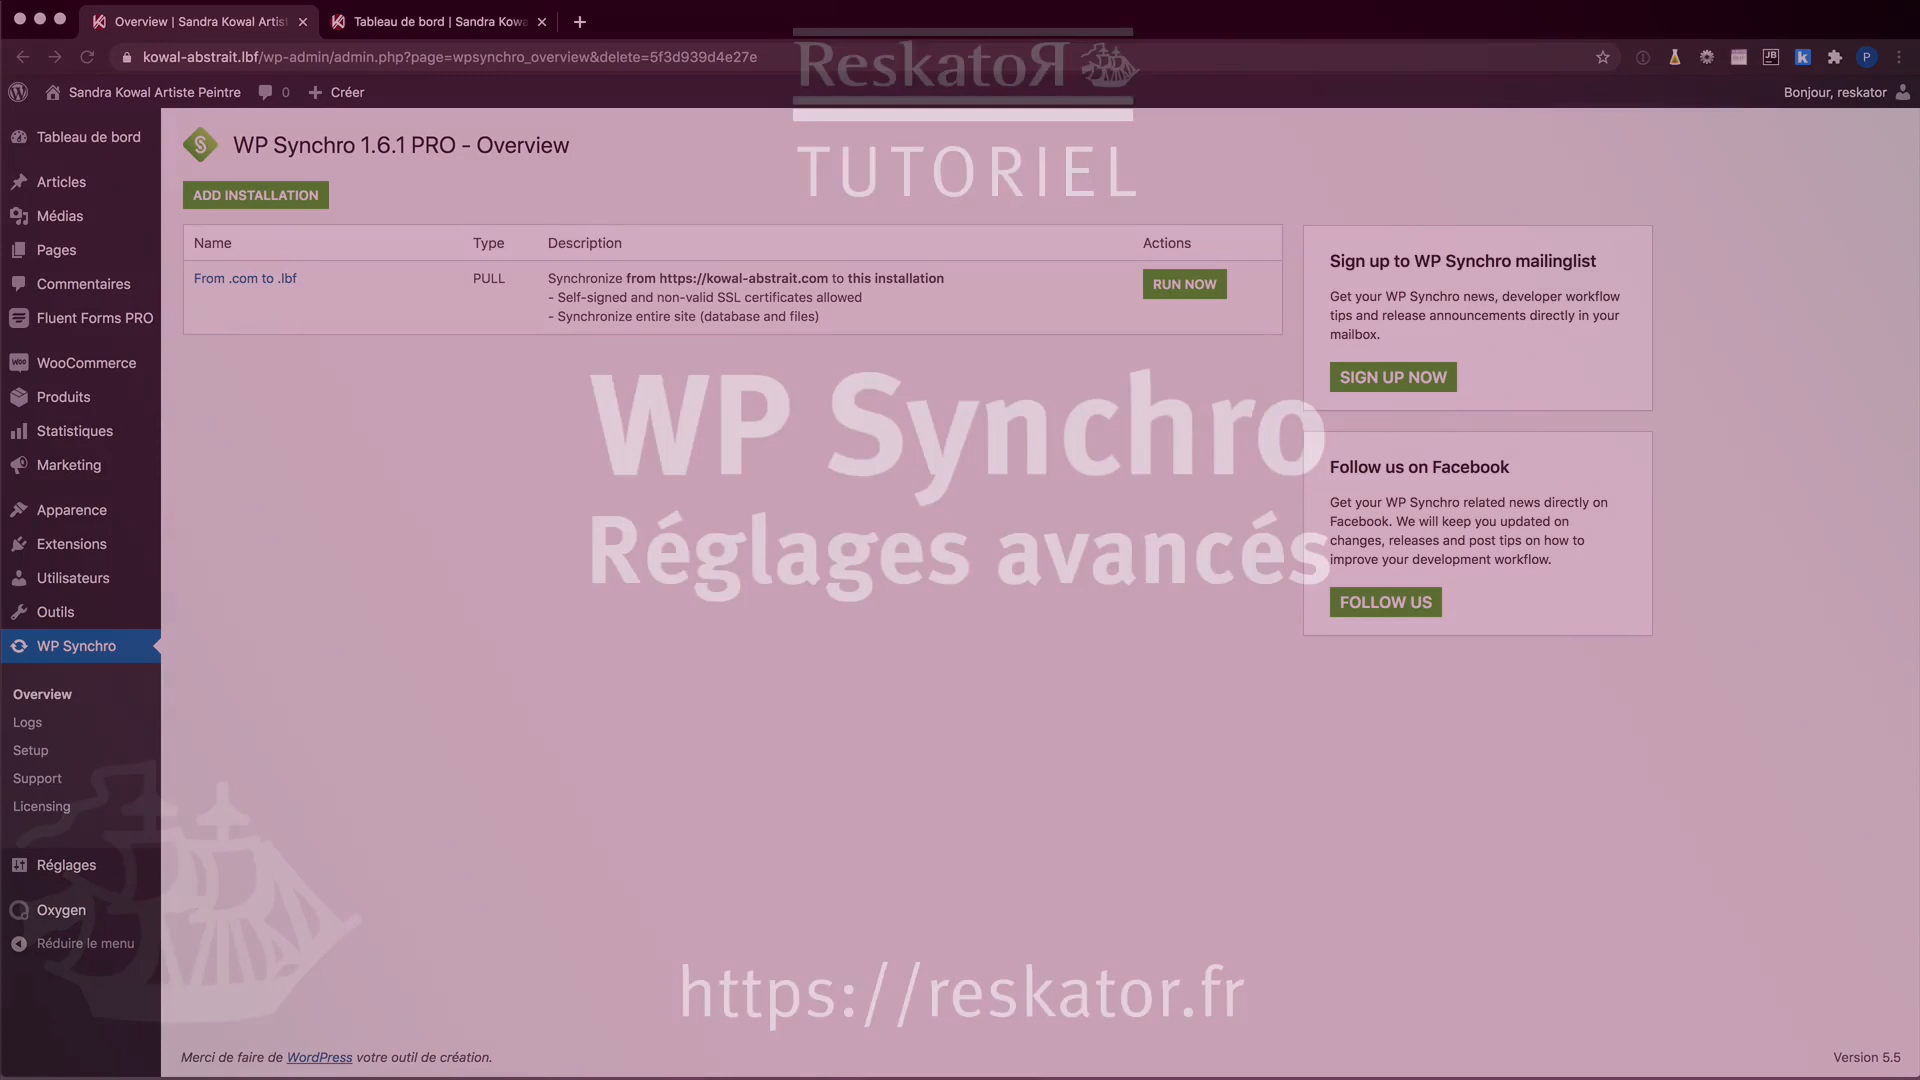 Overview | Sandra Kowal Artis
Tableau de bord | Sandra Kowa
kowal-abstrait.lbf/wp-admin/admin.php?page=wpsynchro_overview&delete=5f3d939d4e27e
JB
k
P
Sandra Kowal Artiste Peintre
0
Créer
Bonjour, reskator
ReskatoЯ
TUTORIEL
Tableau de bord
Articles
Médias
Pages
Commentaires
Fluent Forms PRO
WooCommerce
Produits
Statistiques
Marketing
Apparence
Extensions
Utilisateurs
Outils
WP Synchro
Overview
Logs
Setup
Support
Licensing
Réglages
Oxygen
Réduire le menu
WP Synchro 1.6.1 PRO - Overview
ADD INSTALLATION
Name Type Description Actions
From .com to .lbf PULL Synchronize from https://kowal-abstrait.com to this installation RUN NOW
- Self-signed and non-valid SSL certificates allowed
- Synchronize entire site (database and files)
Sign up to WP Synchro mailinglist
Get your WP Synchro news, developer workflow
tips and release announcements directly in your
mailbox.
SIGN UP NOW
Follow us on Facebook
Get your WP Synchro related news directly on
Facebook. We will keep you updated on
changes, releases and post tips on how to
improve your development workflow.
FOLLOW US
WP Synchro
Réglages avancés
https://reskator.fr
Merci de faire de WordPress votre outil de création.
Version 5.5